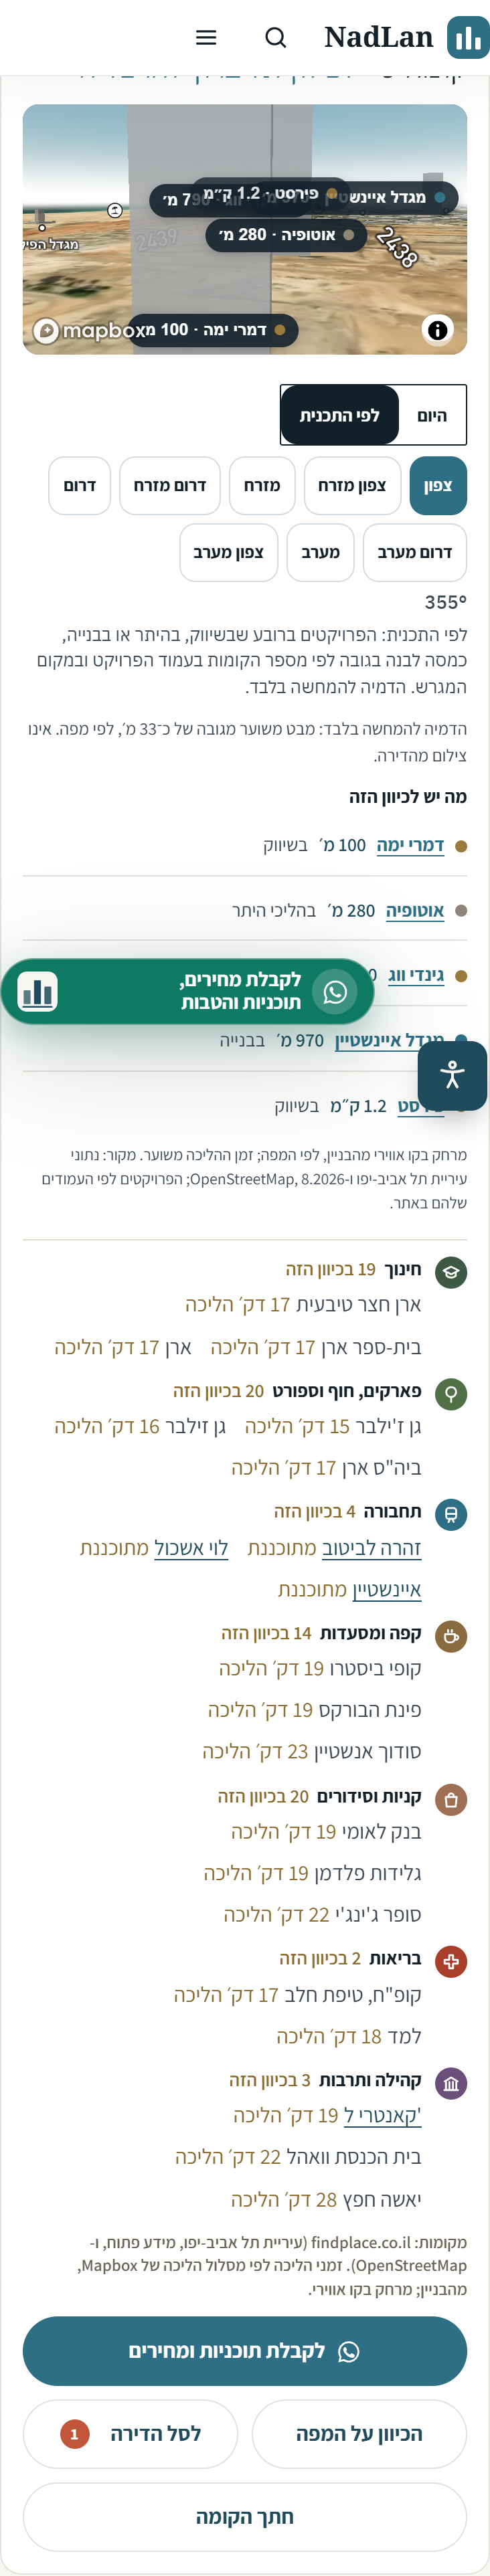 NadLan
מגדל איינשטיין
פירסט · 1.2 ק״מ
אוטופיה · 280 מ׳
2439
2438
דמרי ימה · 100 מ׳
mapbox
היום
לפי התכנית
צפון
צפון מזרח
מזרח
דרום מזרח
דרום
דרום מערב
מערב
צפון מערב
355°
לפי התכנית: הפרויקטים ברובע שבשיווק, בהיתר או בבנייה,
כמסה לבנה בגובה לפי מספר הקומות בעמוד הפרויקט ובמקום
המגרש. הדמיה להמחשה בלבד.
הדמיה להמחשה בלבד: מבט משוער מגובה של כ־33 מ׳, לפי מפה. אינו
צילום מהדירה.
מה יש לכיוון הזה
דמרי ימה 100 מ׳ בשיווק
אוטופיה 280 מ׳ בהליכי היתר
גינדי ווג
לקבלת מחירים,
תוכניות והטבות
מגדל איינשטיין 970 מ׳ בבנייה
1.2 ק״מ בשיווק
מרחק בקו אווירי מהבניין, לפי המפה; זמן ההליכה משוער. מקור: נתוני
עיריית תל אביב-יפו ו-OpenStreetMap, 8.2026; הפרויקטים לפי העמודים
שלהם באתר.
חינוך 19 בכיוון הזה
ארן חצר טיבעית 17 דק׳ הליכה
בית-ספר ארן 17 דק׳ הליכה ארן 17 דק׳ הליכה
פארקים, חוף וספורט 20 בכיוון הזה
גן ז'ילבר 15 דק׳ הליכה גן זילבר 16 דק׳ הליכה
ביה"ס ארן 17 דק׳ הליכה
תחבורה 4 בכיוון הזה
זהרה לביטוב מתוכננת לוי אשכול מתוכננת
איינשטיין מתוכננת
קפה ומסעדות 14 בכיוון הזה
קופי ביסטרו 19 דק׳ הליכה
פינת הבורקס 19 דק׳ הליכה
סודוך אנשטיין 23 דק׳ הליכה
קניות וסידורים 20 בכיוון הזה
בנק לאומי 19 דק׳ הליכה
גלידות פלדמן 19 דק׳ הליכה
סופר ג'ינג'י 22 דק׳ הליכה
בריאות 2 בכיוון הזה
קופ"ח, טיפת חלב 17 דק׳ הליכה
למד 18 דק׳ הליכה
קהילה ותרבות 3 בכיוון הזה
קאנטרי ל' 19 דק׳ הליכה
בית הכנסת וואהל 22 דק׳ הליכה
יאשה חפץ 28 דק׳ הליכה
מקומות: findplace.co.il (עיריית תל אביב-יפו, מידע פתוח, ו-
OpenStreetMap). זמני הליכה לפי מסלול הליכה של Mapbox,
מהבניין; מרחק בקו אווירי.
לקבלת תוכניות ומחירים
הכיוון על המפה
לסל הדירה 1
חתך הקומה